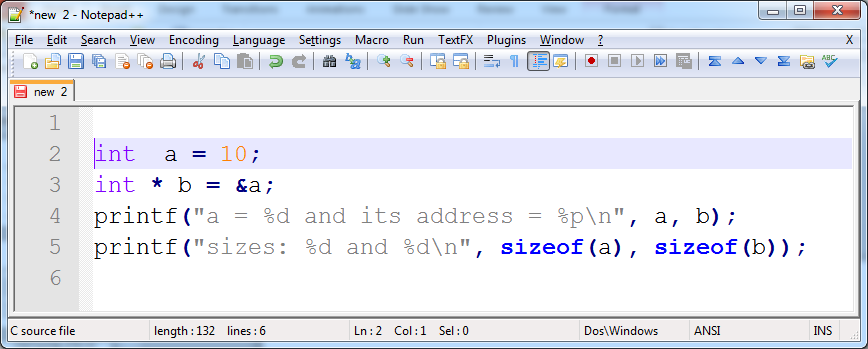 *new  2 - Notepad++
File Edit Search View Encoding Language Settings Macro Run TextFX Plugins Window ? X
new  2
1
2 int  a = 10;
3 int * b = &a;
4 printf("a = %d and its address = %p\n", a, b);
5 printf("sizes: %d and %d\n", sizeof(a), sizeof(b));
6
C source file length : 132 lines : 6 Ln : 2 Col : 1 Sel : 0 Dos\Windows ANSI INS